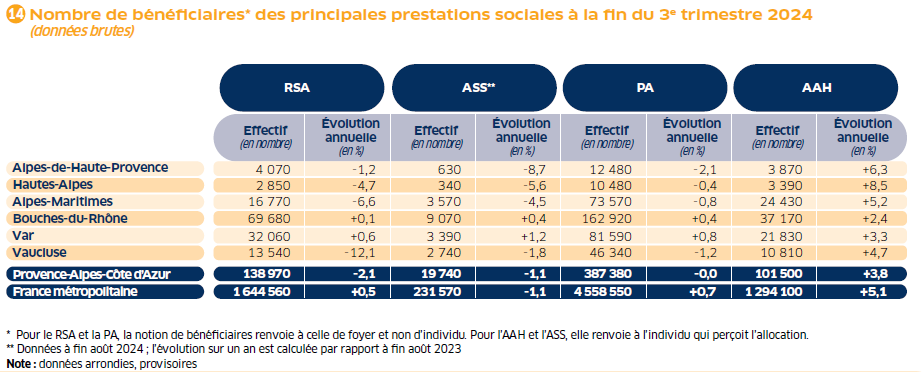 14 Nombre de bénéficiaires* des principales prestations sociales à la fin du 3e trimestre 2024
(données brutes)
RSA ASS** PA AAH
Effectif (en nombre) Évolution annuelle (en %) Effectif (en nombre) Évolution annuelle (en %) Effectif (en nombre) Évolution annuelle (en %) Effectif (en nombre) Évolution annuelle (en %)
Alpes-de-Haute-Provence 4 070 -1,2 630 -8,7 12 480 -2,1 3 870 +6,3
Hautes-Alpes 2 850 -4,7 340 -5,6 10 480 -0,4 3 390 +8,5
Alpes-Maritimes 16 770 -6,6 3 570 -4,5 73 570 -0,8 24 430 +5,2
Bouches-du-Rhône 69 680 +0,1 9 070 +0,4 162 920 +0,4 37 170 +2,4
Var 32 060 +0,6 3 390 +1,2 81 590 +0,8 21 830 +3,3
Vaucluse 13 540 -12,1 2 740 -1,8 46 340 -1,2 10 810 +4,7
Provence-Alpes-Côte d'Azur 138 970 -2,1 19 740 -1,1 387 380 -0,0 101 500 +3,8
France métropolitaine 1 644 560 +0,5 231 570 -1,1 4 558 550 +0,7 1 294 100 +5,1
* Pour le RSA et la PA, la notion de bénéficiaires renvoie à celle de foyer et non d'individu. Pour l'AAH et l'ASS, elle renvoie à l'individu qui perçoit l'allocation.
** Données à fin août 2024 ; l'évolution sur un an est calculée par rapport à fin août 2023
Note : données arrondies, provisoires